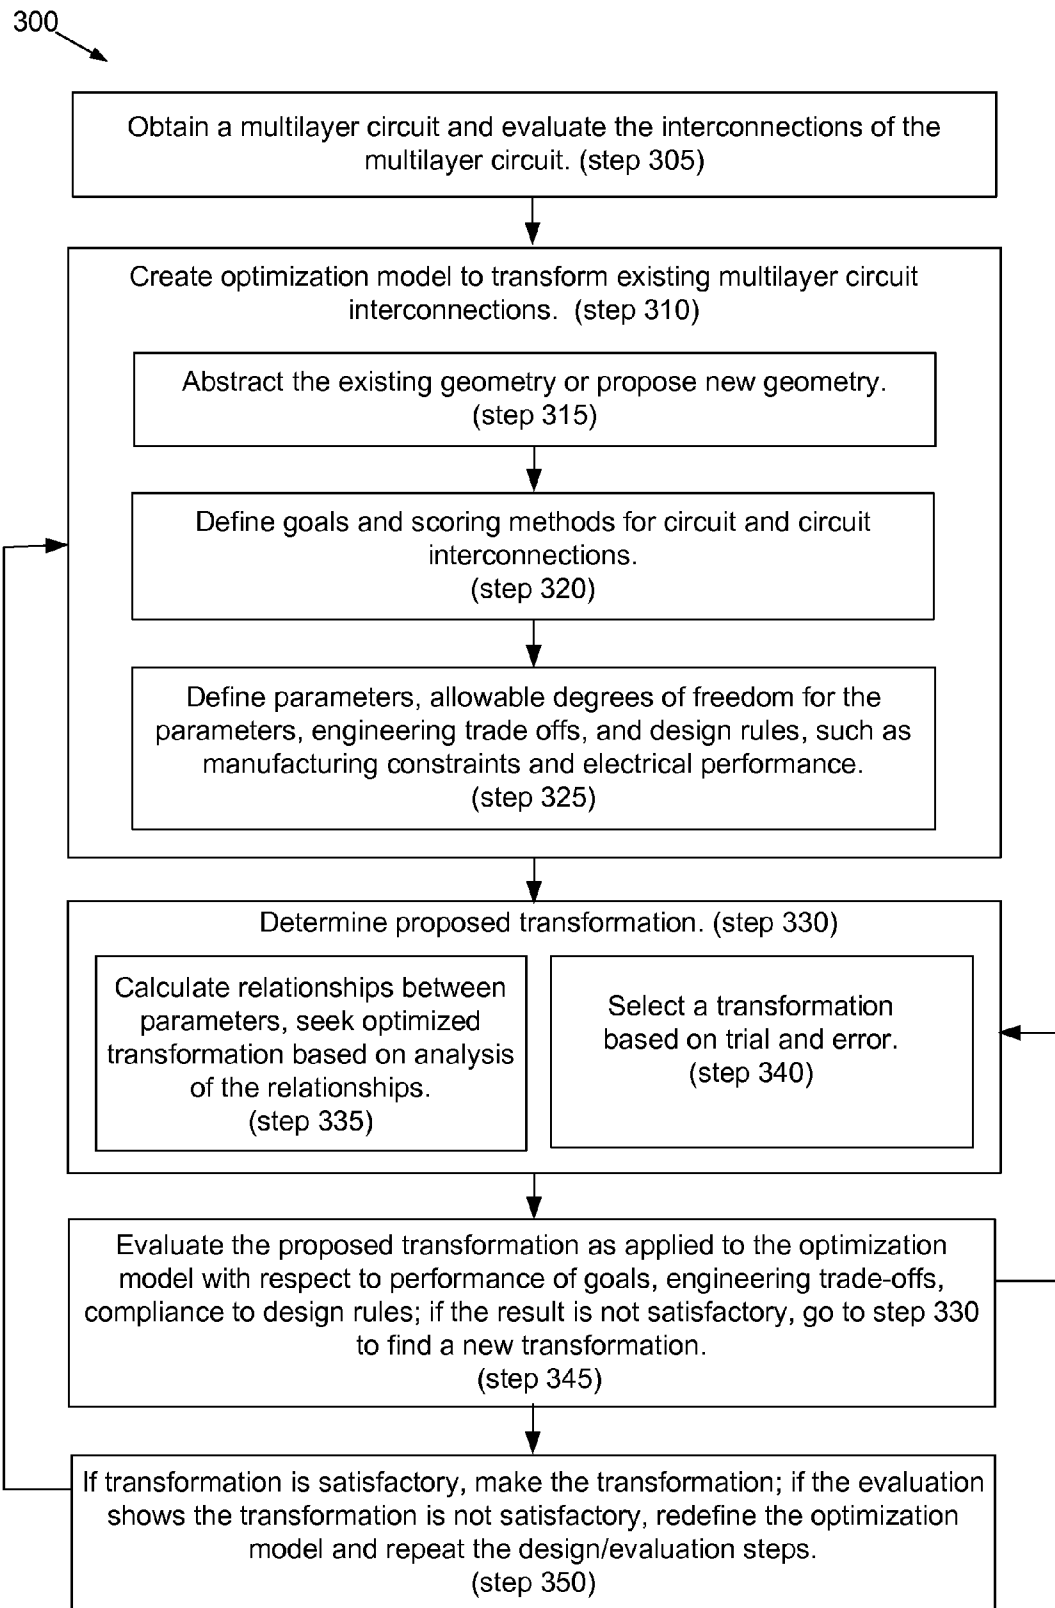 300
Obtain a multilayer circuit and evaluate the interconnections of the
multilayer circuit. (step 305)
Create optimization model to transform existing multilayer circuit
interconnections. (step 310)
Abstract the existing geometry or propose new geometry.
(step 315)
Define goals and scoring methods for circuit and circuit
interconnections.
(step 320)
Define parameters, allowable degrees of freedom for the
parameters, engineering trade offs, and design rules, such as
manufacturing constraints and electrical performance.
(step 325)
Determine proposed transformation. (step 330)
Calculate relationships between
parameters, seek optimized
transformation based on analysis
of the relationships.
(step 335)
Select a transformation
based on trial and error.
(step 340)
Evaluate the proposed transformation as applied to the optimization
model with respect to performance of goals, engineering trade-offs,
compliance to design rules; if the result is not satisfactory, go to step 330
to find a new transformation.
(step 345)
If transformation is satisfactory, make the transformation; if the evaluation
shows the transformation is not satisfactory, redefine the optimization
model and repeat the design/evaluation steps.
(step 350)